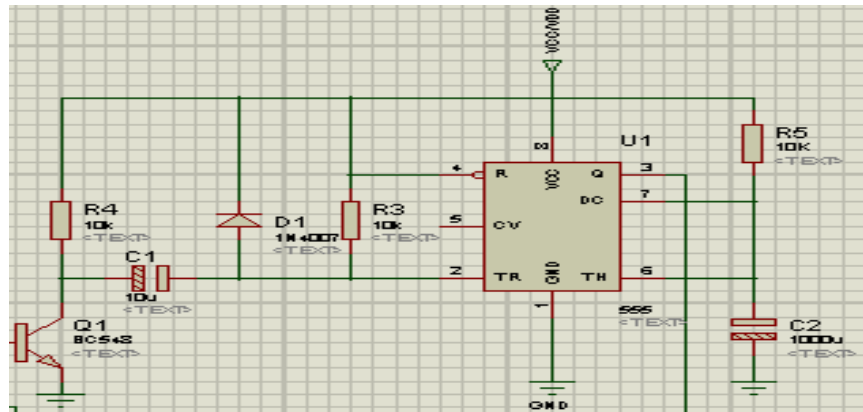 VCC/VDD
U1
R5
10K
<TEXT>
8
4
R
VCC
Q
3
DC
7
R4
10k
<TEXT>
D1
1N4007
<TEXT>
R3
10k
<TEXT>
5
CV
C1
10u
<TEXT>
2
TR
GND
TH
6
1
555
<TEXT>
Q1
BC548
<TEXT>
C2
1000u
<TEXT>
GND